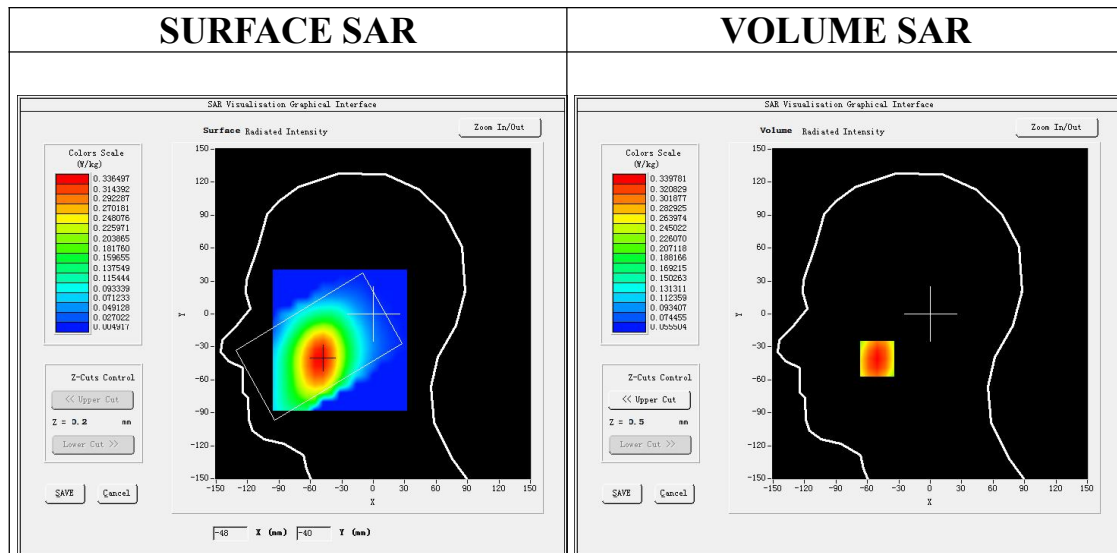 SURFACE SAR
VOLUME SAR
SAR Visualisation Graphical Interface
Surface Radiated Intensity
Zoom In/Out
Colors Scale
(W/kg)
0.336497
0.314392
0.292287
0.270181
0.248076
0.225971
0.203865
0.181760
0.159655
0.137549
0.115444
0.093339
0.071233
0.049128
0.027022
0.004917
Z-Cuts Control
<< Upper Cut
Z = 0.2 mm
Lower Cut >>
SAVE
Cancel
150
120
90
60
30
0
-30
-60
-90
-120
-150
Y
-150 -120 -90 -60 -30 0 30 60 90 120 150
X
-48 X (mm) -40 Y (mm)
SAR Visualisation Graphical Interface
Volume Radiated Intensity
Zoom In/Out
Colors Scale
(W/kg)
0.339781
0.320829
0.301877
0.282925
0.263974
0.245022
0.226070
0.207118
0.188166
0.169215
0.150263
0.131311
0.112359
0.093407
0.074455
0.055504
Z-Cuts Control
<< Upper Cut
Z = 0.5 mm
Lower Cut >>
SAVE
Cancel
150
120
90
60
30
0
-30
-60
-90
-120
-150
Y
-150 -120 -90 -60 -30 0 30 60 90 120 150
X